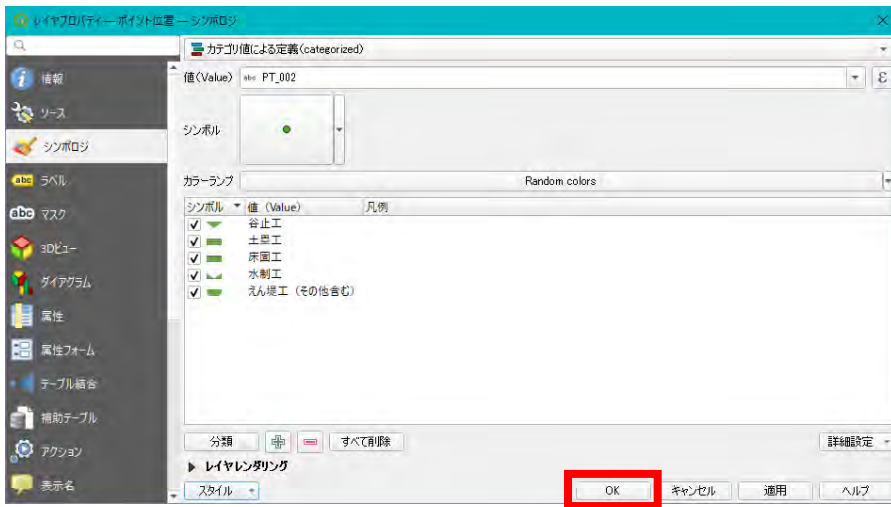 レイヤプロパティ — ポイント位置 — シンボロジ
カテゴリ値による定義(categorized)
情報
ソース
シンボロジ
abc ラベル
abc マスク
3Dビュー
ダイアグラム
属性
属性フォーム
テーブル結合
補助テーブル
アクション
表示名
値(Value) abc PT_002 ε
シンボル
カラーランプ Random colors
シンボル 値 (Value) 凡例
谷止工
土塁工
床固工
水制工
えん堤工 (その他含む)
分類 すべて削除 詳細設定
レイヤレンダリング
スタイル OK キャンセル 適用 ヘルプ